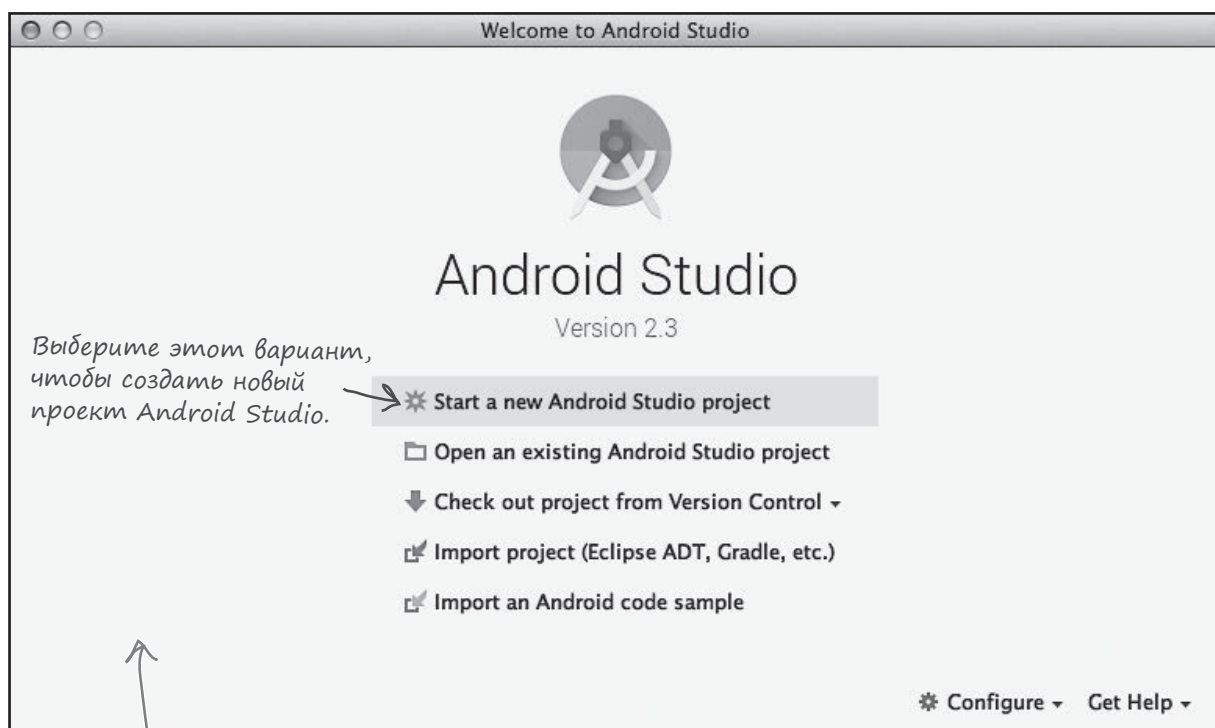 Welcome to Android Studio
Android Studio
Version 2.3
Выберите этот вариант,
чтобы создать новый
проект Android Studio.
Start a new Android Studio project
Open an existing Android Studio project
Check out project from Version Control
Import project (Eclipse ADT, Gradle, etc.)
Import an Android code sample
Configure
Get Help